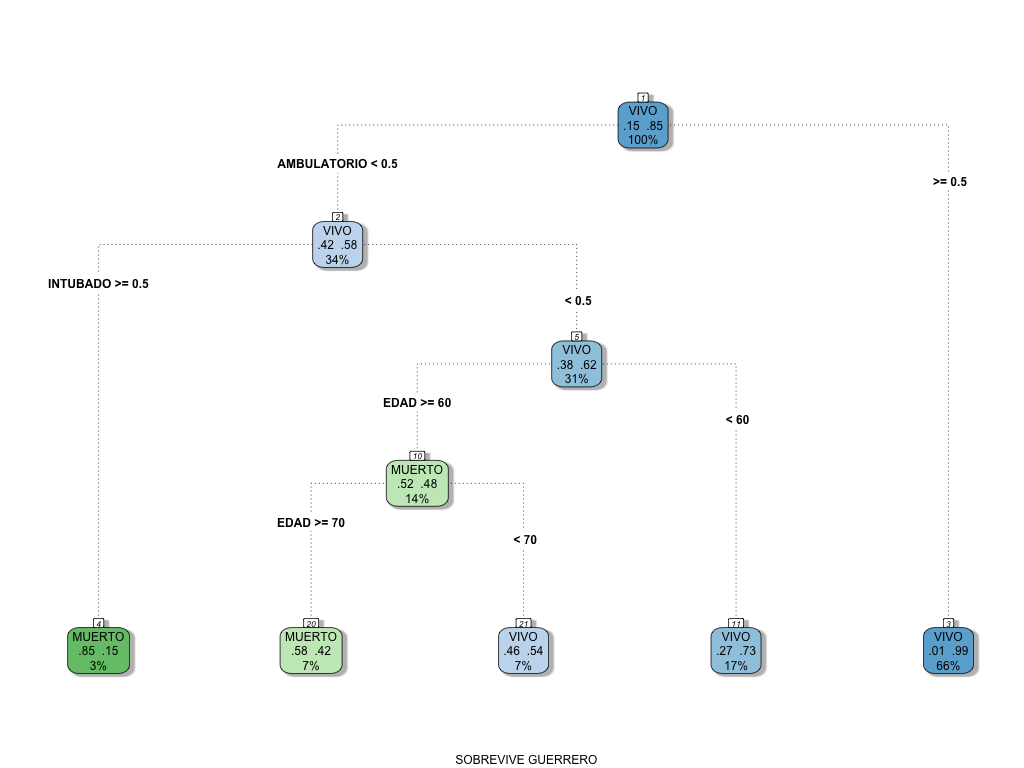 1
VIVO
.15 .85
100%
AMBULATORIO < 0.5
>= 0.5
2
VIVO
.42 .58
34%
INTUBADO >= 0.5
< 0.5
5
VIVO
.38 .62
31%
EDAD >= 60
< 60
10
MUERTO
.52 .48
14%
EDAD >= 70
< 70
4
MUERTO
.85 .15
3%
20
MUERTO
.58 .42
7%
21
VIVO
.46 .54
7%
11
VIVO
.27 .73
17%
3
VIVO
.01 .99
66%
SOBREVIVE GUERRERO